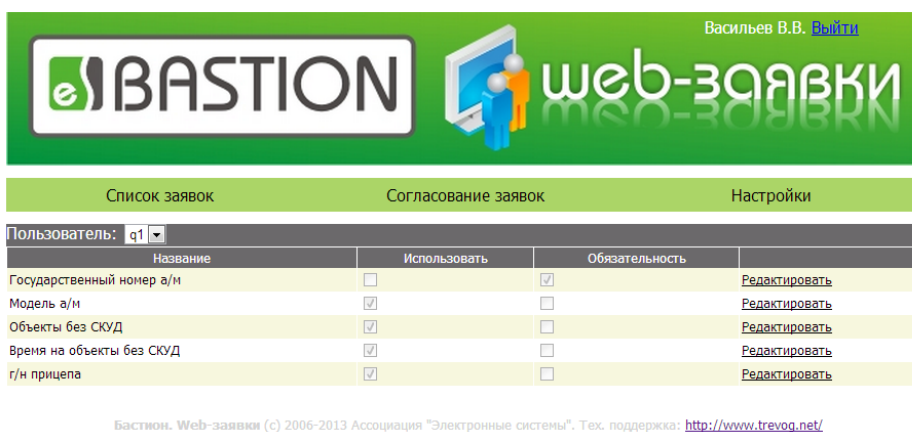 Васильев В.В. Выйти
eS BASTION
web-заявки
Список заявок Согласование заявок Настройки
Пользователь: q1
Название Использовать Обязательность
Государственный номер а/м Редактировать
Модель а/м Редактировать
Объекты без СКУД Редактировать
Время на объекты без СКУД Редактировать
г/н прицепа Редактировать
Бастион. Web-заявки (c) 2006-2013 Ассоциация "Электронные системы". Тех. поддержка: http://www.trevog.net/